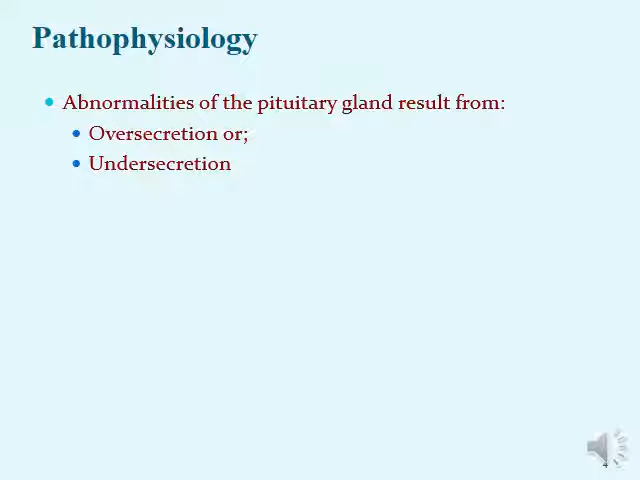 Pathophysiology
Abnormalities of the pituitary gland result from:
Oversecretion or;
Undersecretion
4